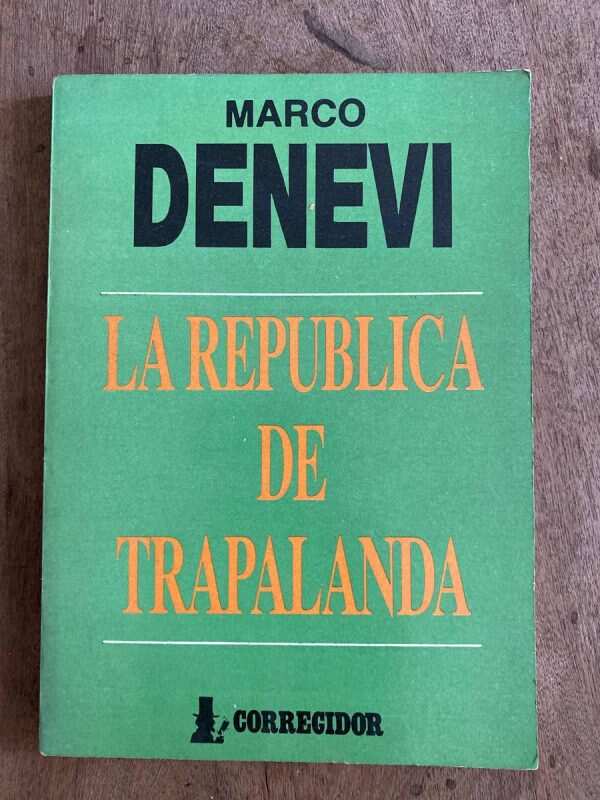 MARCO
DENEVI
LA REPUBLICA
DE
TRAPALANDA
CORREGIDOR